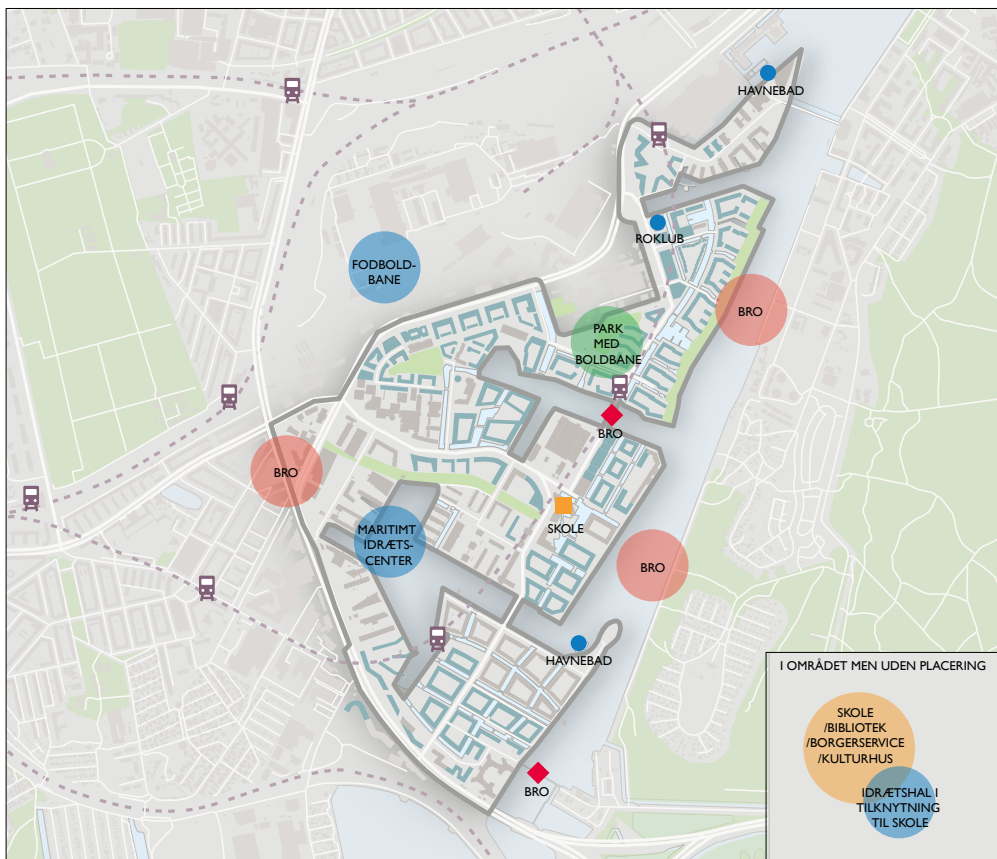 HAVNEBAD
ROKLUB
FODBOLD-
BANE
BRO
PARK
MED
BOLDBANE
BRO
BRO
SKOLE
MARITIMT
IDRÆTS-
CENTER
BRO
HAVNEBAD
BRO
I OMRÅDET MEN UDEN PLACERING
SKOLE
/BIBLIOTEK
/BORGERSERVICE
/KULTURHUS
IDRÆTSHAL I
TILKNYTNING
TIL SKOLE